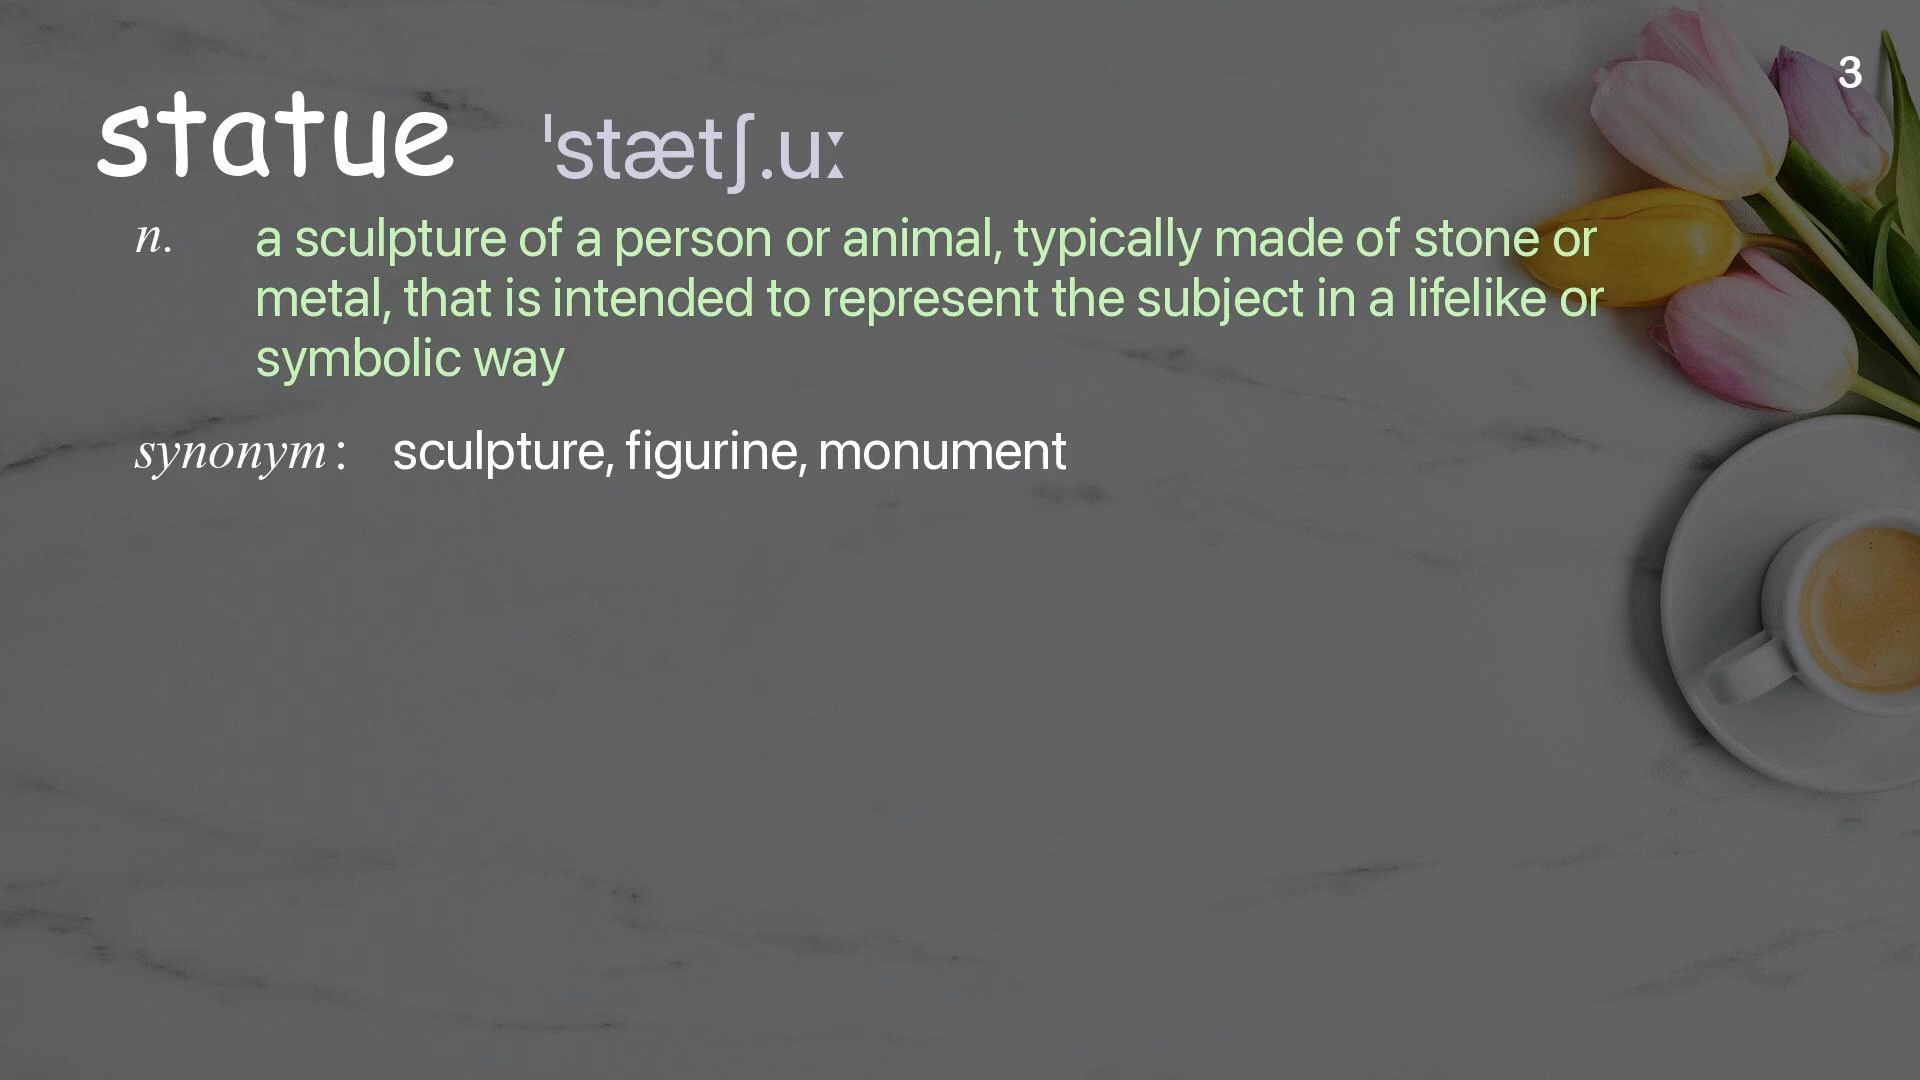 3
statue ˈstætʃ.uː
n. a sculpture of a person or animal, typically made of stone or
metal, that is intended to represent the subject in a lifelike or
symbolic way
synonym : sculpture, figurine, monument